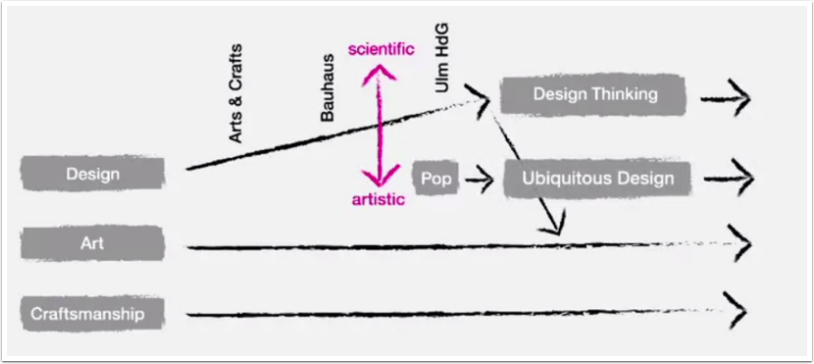 Arts & Crafts
Bauhaus
scientific
Ulm HdG
Design Thinking
Design
artistic
Pop
Ubiquitous Design
Art
Craftsmanship